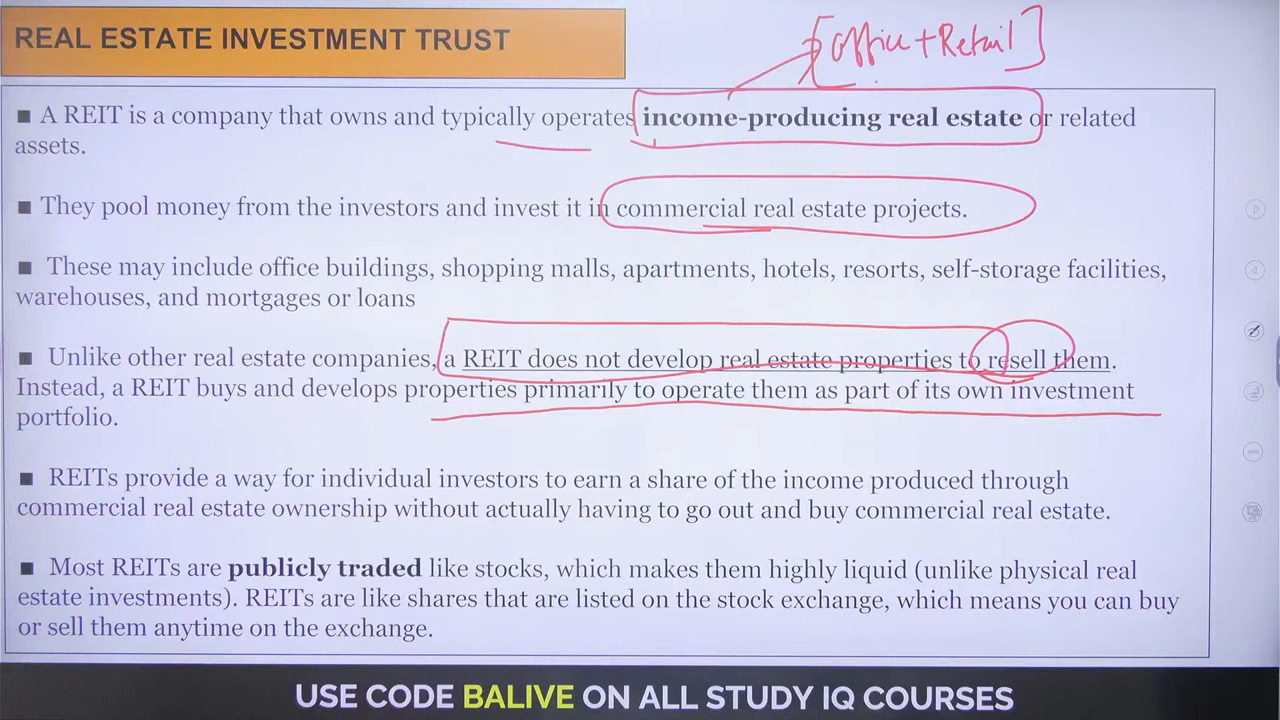 REAL ESTATE INVESTMENT TRUST
[Office+Retail]
■ A REIT is a company that owns and typically operates income-producing real estate or related
assets.
■ They pool money from the investors and invest it in commercial real estate projects.
■ These may include office buildings, shopping malls, apartments, hotels, resorts, self-storage facilities,
warehouses, and mortgages or loans
■ Unlike other real estate companies, a REIT does not develop real estate properties to resell them.
Instead, a REIT buys and develops properties primarily to operate them as part of its own investment
portfolio.
■ REITs provide a way for individual investors to earn a share of the income produced through
commercial real estate ownership without actually having to go out and buy commercial real estate.
■ Most REITs are publicly traded like stocks, which makes them highly liquid (unlike physical real
estate investments). REITs are like shares that are listed on the stock exchange, which means you can buy
or sell them anytime on the exchange.
USE CODE BALIVE ON ALL STUDY IQ COURSES